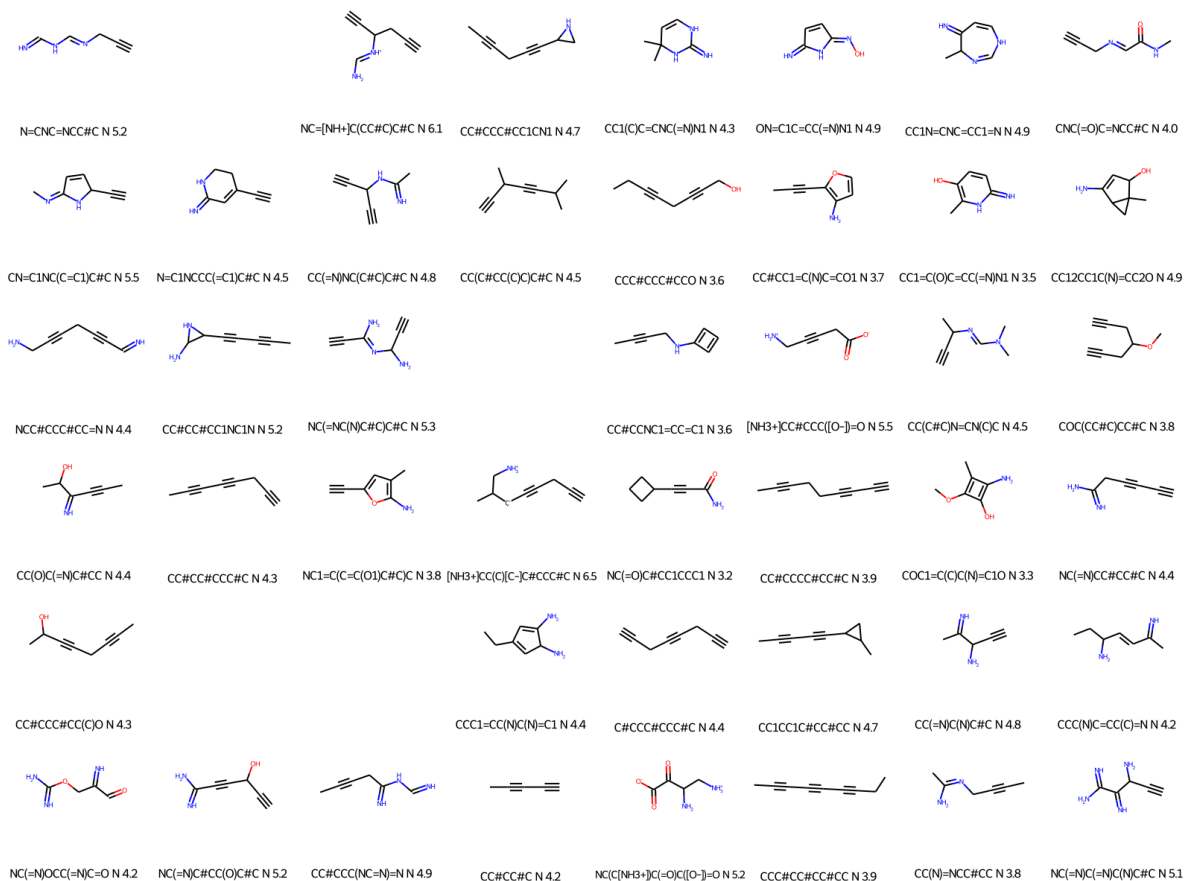 N=CNC=NCC#C N 5.2
NC=[NH+]C(CC#C)C#C N 6.1
CC#CCC#CC1CN1 N 4.7
CC1(C)C=CNC(=N)N1 N 4.3
ON=C1C=CC(=N)N1 N 4.9
CC1N=CNC=CC1=N N 4.9
CNC(=O)C=NCC#C N 4.0
CN=C1NC(C=C1)C#C N 5.5
N=C1NCCC(=C1)C#C N 4.5
CC(=N)NC(C#C)C#C N 4.8
CC(C#CC(C)C)C#C N 4.5
CCC#CCC#CCO N 3.6
CC#CC1=C(N)C=CO1 N 3.7
CC1=C(O)C=CC(=N)N1 N 3.5
CC12CC1C(N)=CC2O N 4.9
NCC#CCC#CC=N N 4.4
CC#CC#CC1NC1N N 5.2
NC(=NC(N)C#C)C#C N 5.3
CC#CCNC1=CC=C1 N 3.6
[NH3+]CC#CCC([O-])=O N 5.5
CC(C#C)N=CN(C)C N 4.5
COC(CC#C)CC#C N 3.8
CC(O)C(=N)C#CC N 4.4
CC#CC#CCC#C N 4.3
NC1=C(C=C(O1)C#C)C N 3.8
[NH3+]CC(C)[C-]C#CCC#C N 6.5
NC(=O)C#CC1CCC1 N 3.2
CC#CCCC#CC#C N 3.9
COC1=C(C)C(N)=C1O N 3.3
NC(=N)CC#CC#C N 4.4
CC#CCC#CC(C)O N 4.3
CCC1=CC(N)C(N)=C1 N 4.4
C#CCC#CCC#C N 4.4
CC1CC1C#CC#CC N 4.7
CC(=N)C(N)C#C N 4.8
CCC(N)C=CC(C)=N N 4.2
NC(=N)OCC(=N)C=O N 4.2
NC(=N)C#CC(O)C#C N 5.2
CC#CCC(NC=N)=N N 4.9
CC#CC#C N 4.2
NC(C[NH3+])C(=O)C([O-])=O N 5.2
CCC#CC#CC#CC N 3.9
CC(N)=NCC#CC N 3.8
NC(=N)C(=N)C(N)C#C N 5.1